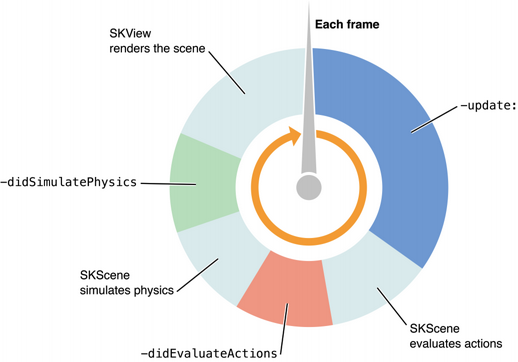 Each frame
SKView
renders the scene
-update:
-didSimulatePhysics
SKScene
simulates physics
SKScene
evaluates actions
-didEvaluateActions